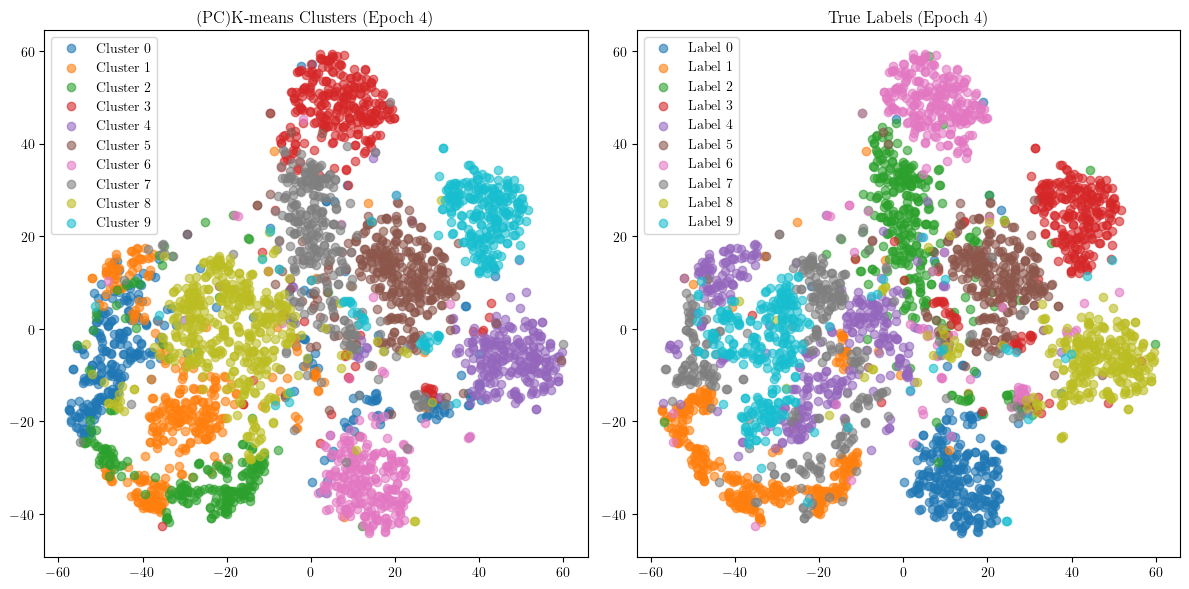 (PC)K-means Clusters (Epoch 4)
Cluster 0
Cluster 1
Cluster 2
Cluster 3
Cluster 4
Cluster 5
Cluster 6
Cluster 7
Cluster 8
Cluster 9
60
40
20
0
−20
−40
−60
−40
−20
0
20
40
60
True Labels (Epoch 4)
Label 0
Label 1
Label 2
Label 3
Label 4
Label 5
Label 6
Label 7
Label 8
Label 9
60
40
20
0
−20
−40
−60
−40
−20
0
20
40
60